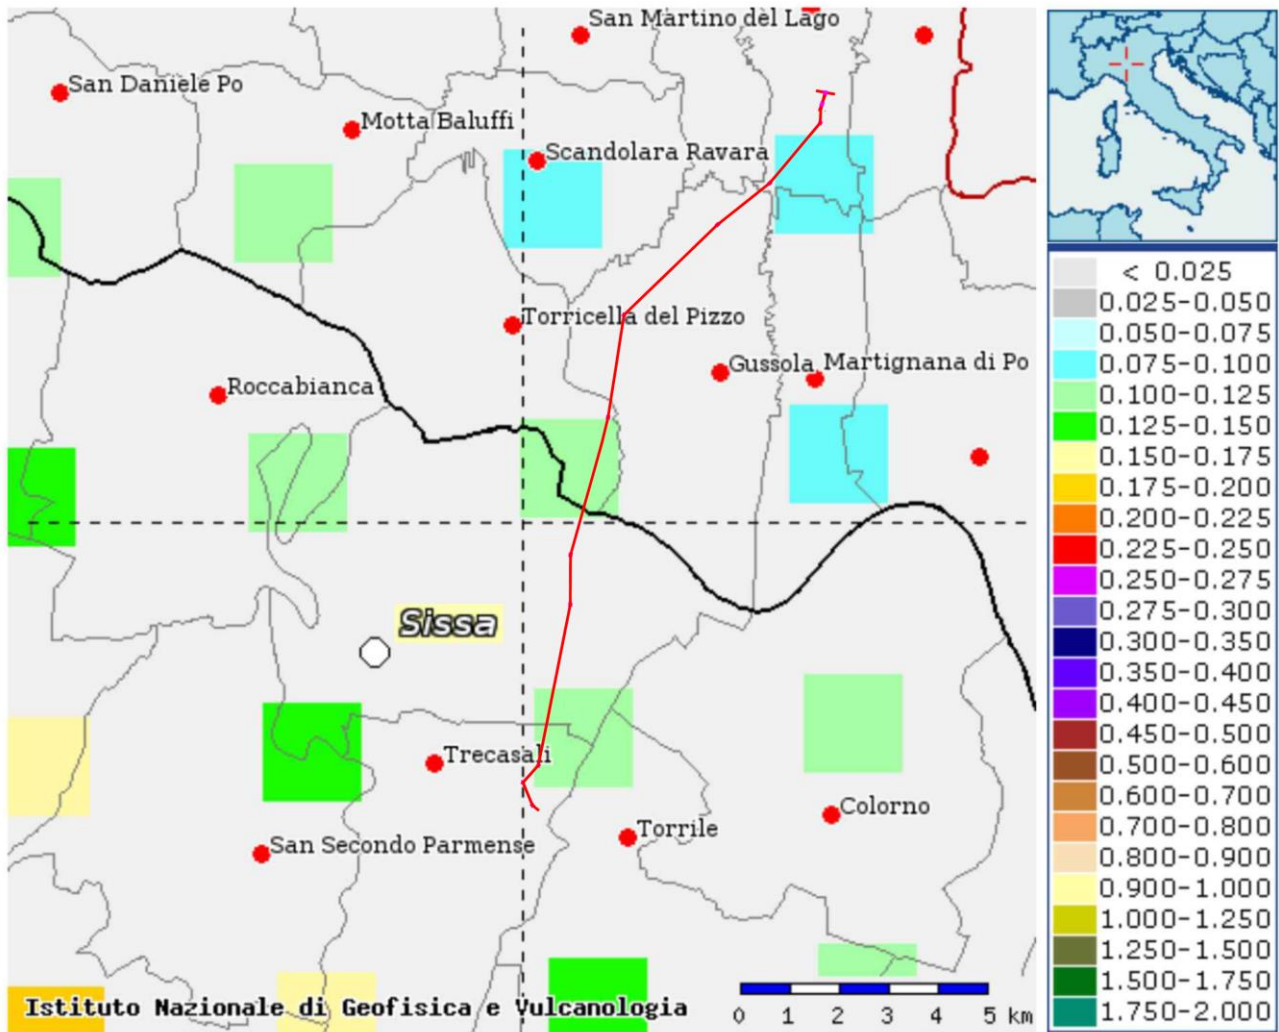 San Martino del Lago
San Daniele Po
Motta Baluffi
Scandolara Ravara
Torricella del Pizzo
Gussola
Martignana di Po
Roccabianca
Sissa
Trecasali
Colorno
Torrile
San Secondo Parmense
Istituto Nazionale di Geofisica e Vulcanologia
0 1 2 3 4 5 km
< 0.025
0.025-0.050
0.050-0.075
0.075-0.100
0.100-0.125
0.125-0.150
0.150-0.175
0.175-0.200
0.200-0.225
0.225-0.250
0.250-0.275
0.275-0.300
0.300-0.350
0.350-0.400
0.400-0.450
0.450-0.500
0.500-0.600
0.600-0.700
0.700-0.800
0.800-0.900
0.900-1.000
1.000-1.250
1.250-1.500
1.500-1.750
1.750-2.000